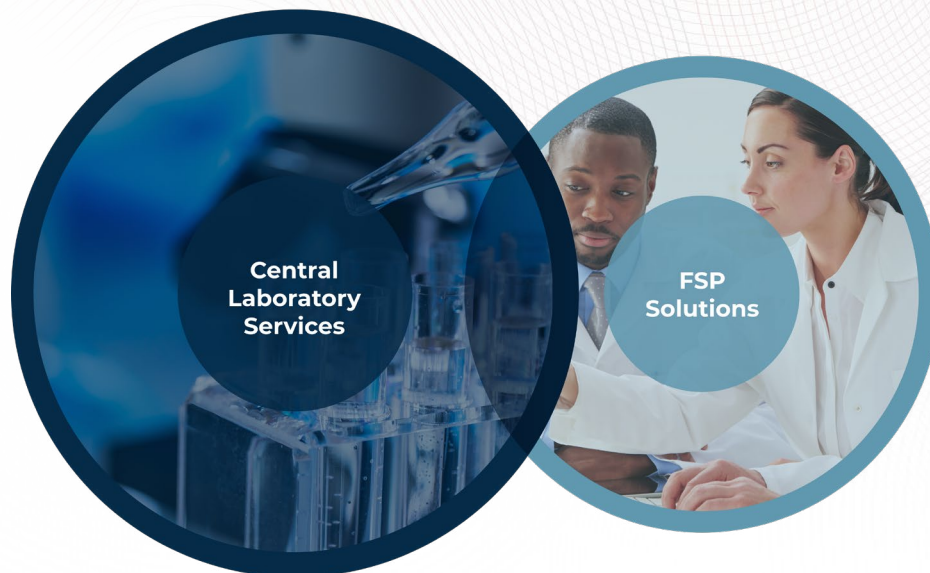 Central
Laboratory
Services
FSP
Solutions